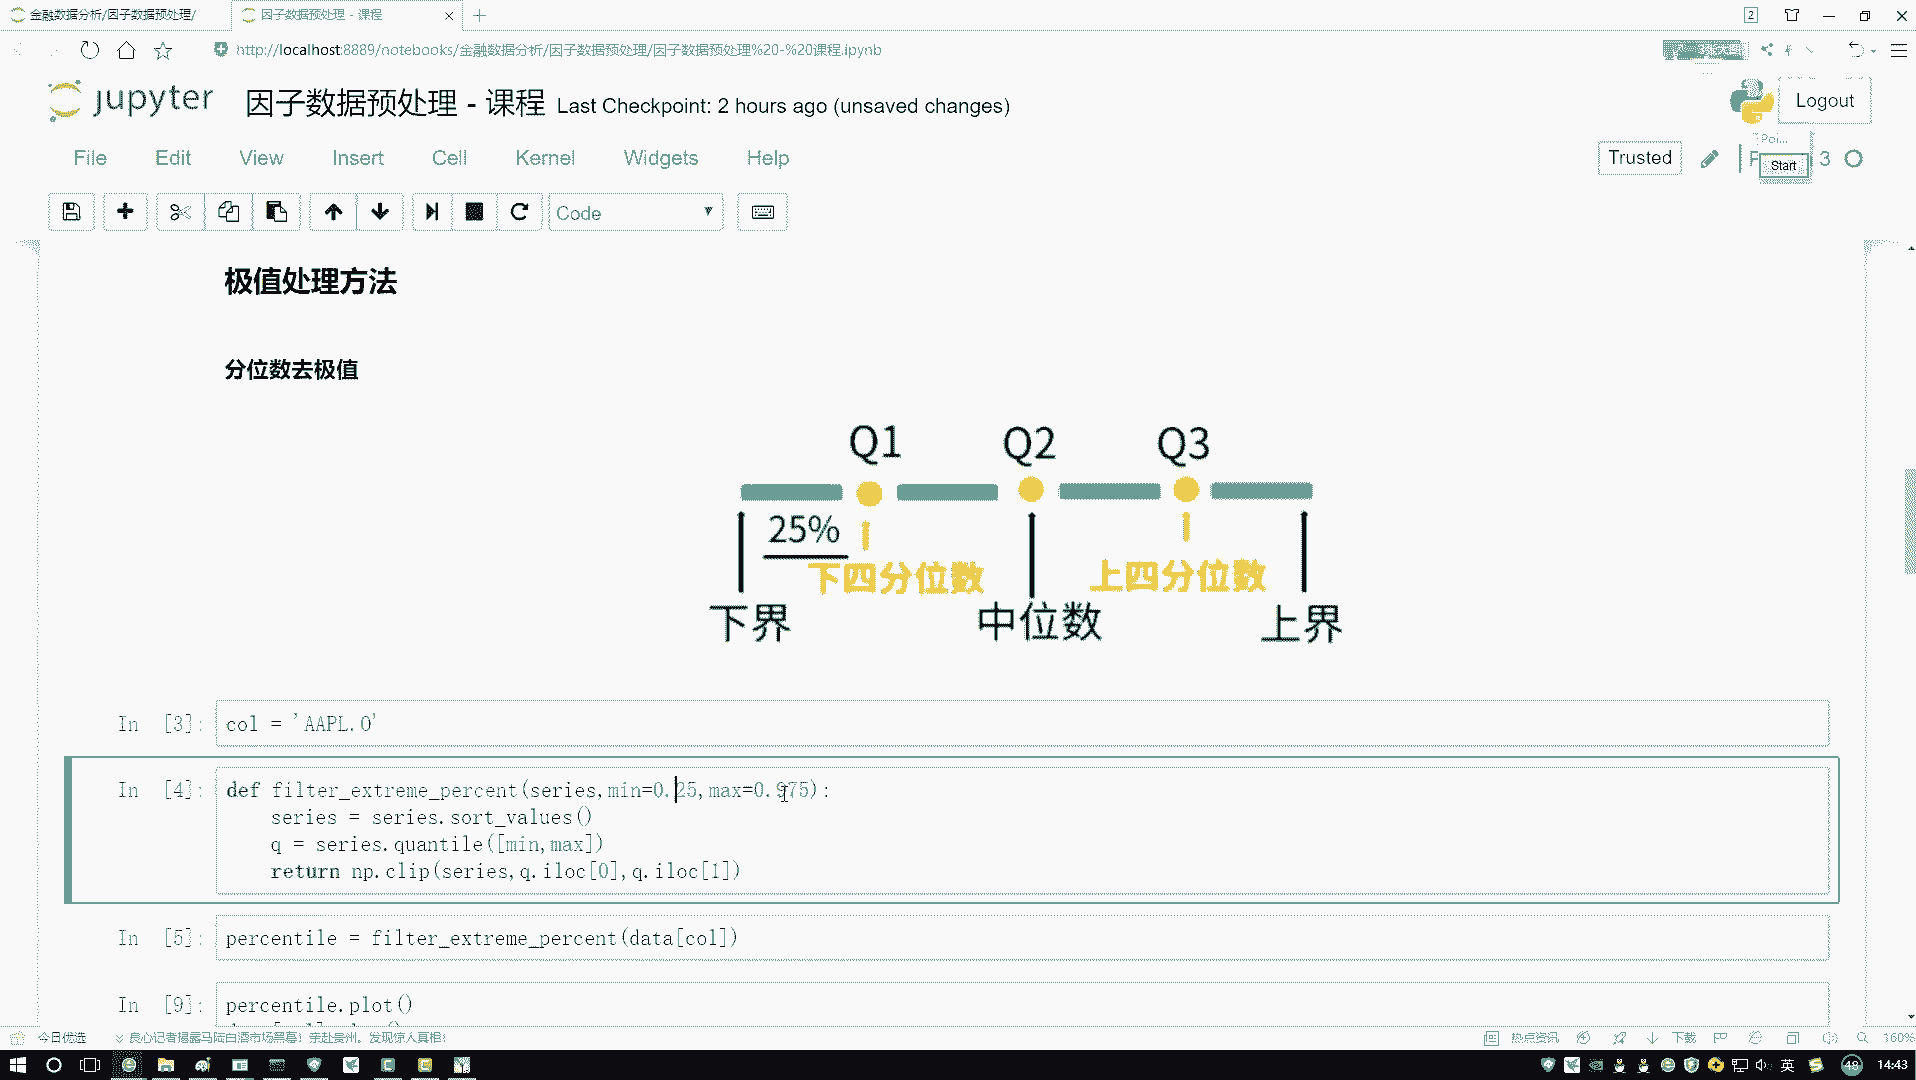 金融数据分析/因子数据预处理/
因子数据预处理 - 课程
2
http://localhost:8889/notebooks/金融数据分析/因子数据预处理/因子数据预处理%20-%20课程.ipynb
jupyter
因子数据预处理 - 课程
Last Checkpoint: 2 hours ago (unsaved changes)
Logout
File Edit View Insert Cell Kernel Widgets Help
Trusted
Poi...
Start
3
Code
极值处理方法
分位数去极值
Q1 Q2 Q3
25%
下四分位数 上四分位数
下界 中位数 上界
In [3]: col = 'AAPL.O'
In [4]: def filter_extreme_percent(series,min=0.25,max=0.975):
series = series.sort_values()
q = series.quantile([min,max])
return np.clip(series,q.iloc[0],q.iloc[1])
In [5]: percentile = filter_extreme_percent(data[col])
In [9]: percentile.plot()
今日优选
良心记者揭露马陆白酒市场黑幕! 亲赴贵州。发现惊人真相!
热点资讯
下载
160%
英
48
14:43